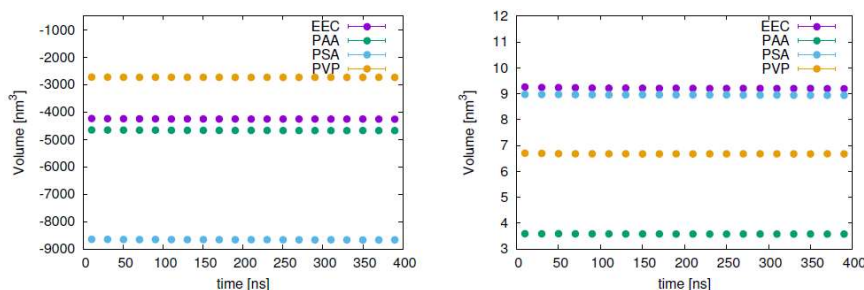 -1000
-2000
-3000
-4000
-5000
-6000
-7000
-8000
-9000
Volume [nm³]
0 50 100 150 200 250 300 350 400
time [ns]
EEC
PAA
PSA
PVP
12
11
10
9
8
7
6
5
4
3
Volume [nm³]
0 50 100 150 200 250 300 350 400
time [ns]
EEC
PAA
PSA
PVP